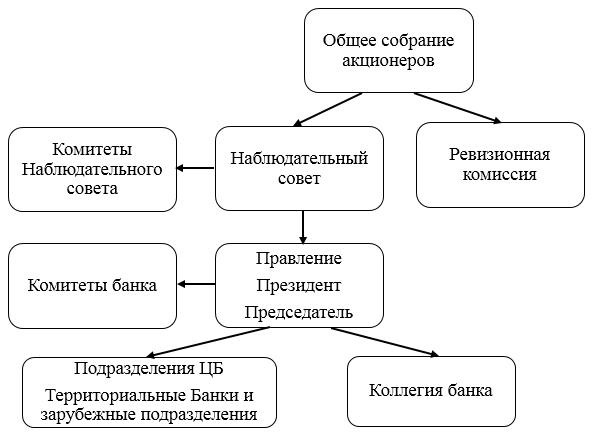 Общее собрание
акционеров
Комитеты
Наблюдательного
совета
Наблюдательный
совет
Ревизионная
комиссия
Комитеты банка
Правление
Президент
Председатель
Подразделения ЦБ
Территориальные Банки и
зарубежные подразделения
Коллегия банка